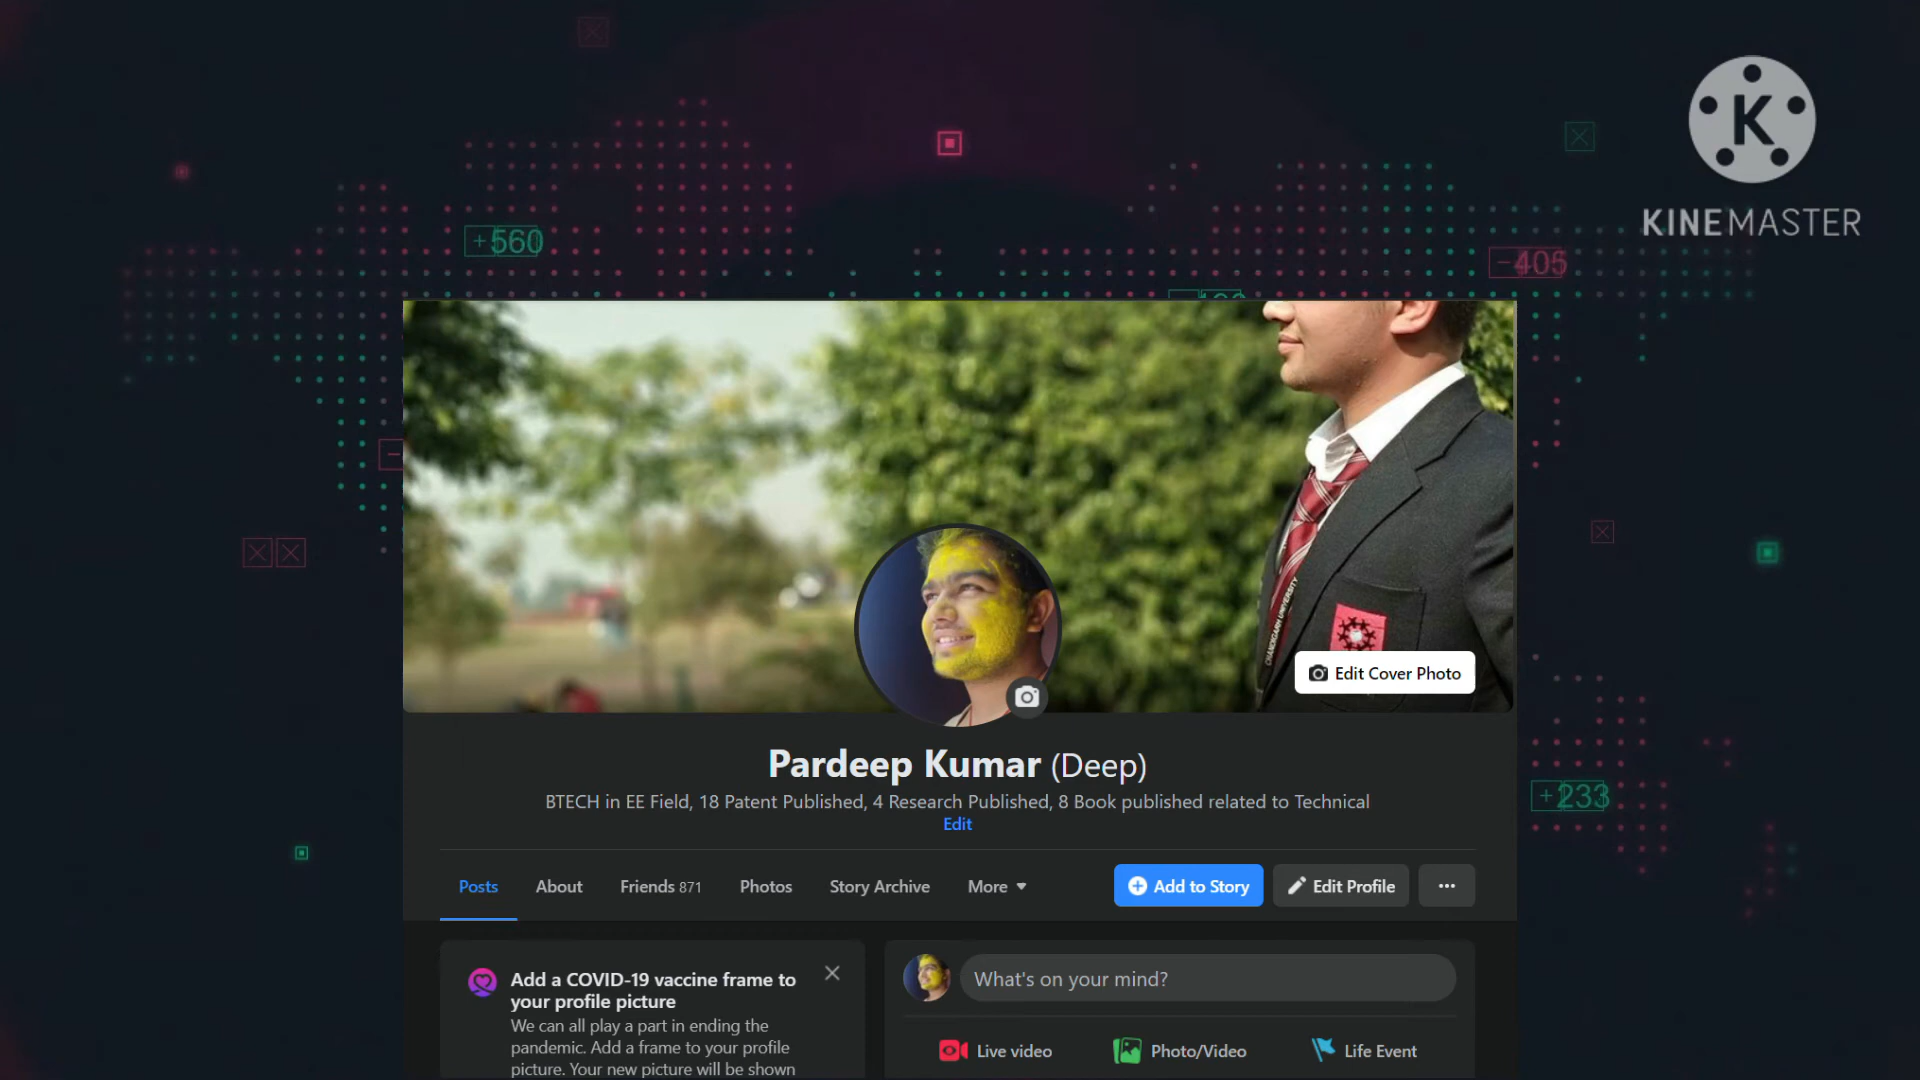 KINEMASTER
+560
-405
CHANDIGARH UNIVERSITY
Edit Cover Photo
Pardeep Kumar (Deep)
BTECH in EE Field, 18 Patent Published, 4 Research Published, 8 Book published related to Technical
Edit
+233
Posts
About
Friends 871
Photos
Story Archive
More
Add to Story
Edit Profile
Add a COVID-19 vaccine frame to
your profile picture
We can all play a part in ending the
pandemic. Add a frame to your profile
picture. Your new picture will be shown
What's on your mind?
Live video
Photo/Video
Life Event